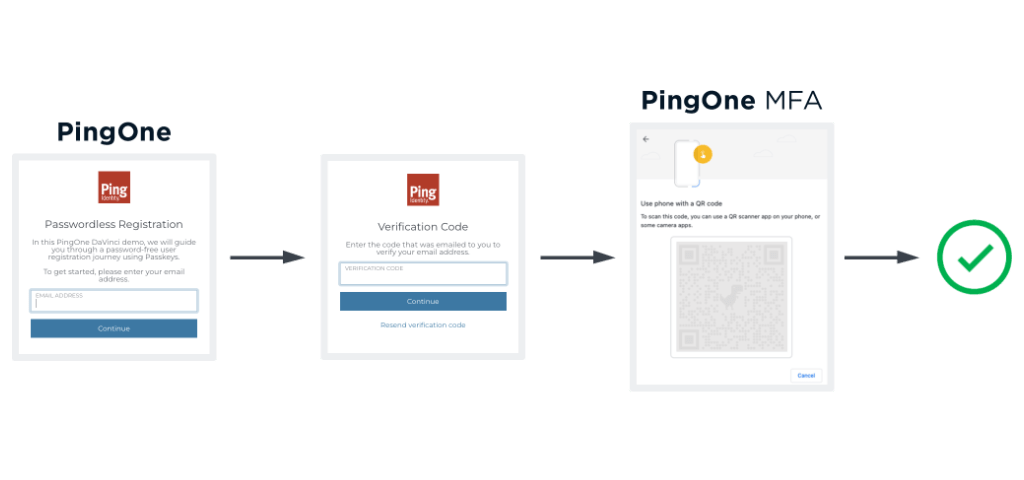 PingOne
Ping
Identity
Passwordless Registration
In this PingOne DaVinci demo, we will guide
you through a password-free user
registration journey using Passkeys.
To get started, please enter your email
address.
EMAIL ADDRESS
Continue
Ping
Identity
Verification Code
Enter the code that was emailed to you to
verify your email address.
VERIFICATION CODE
Continue
Resend verification code
PingOne MFA
Use phone with a QR code
To scan this code, you can use a QR scanner app on your phone, or
some camera apps.
Cancel